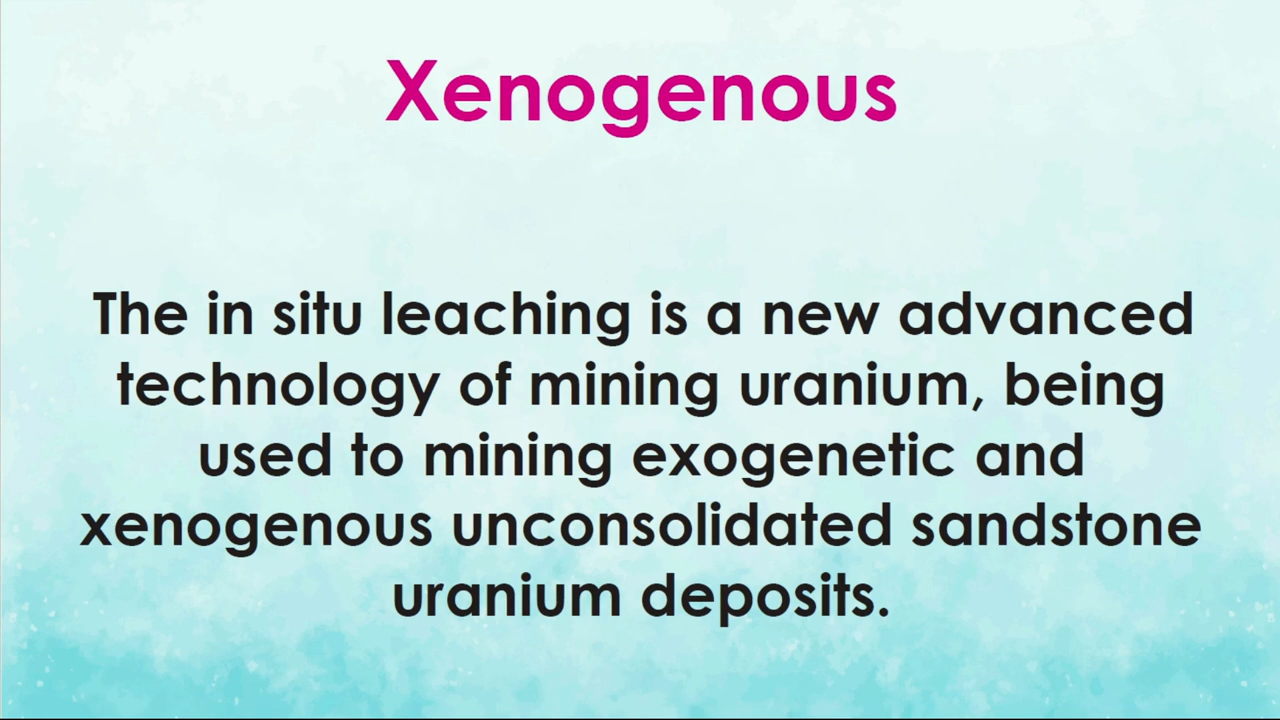 Xenogenous
The in situ leaching is a new advanced
technology of mining uranium, being
used to mining exogenetic and
xenogenous unconsolidated sandstone
uranium deposits.